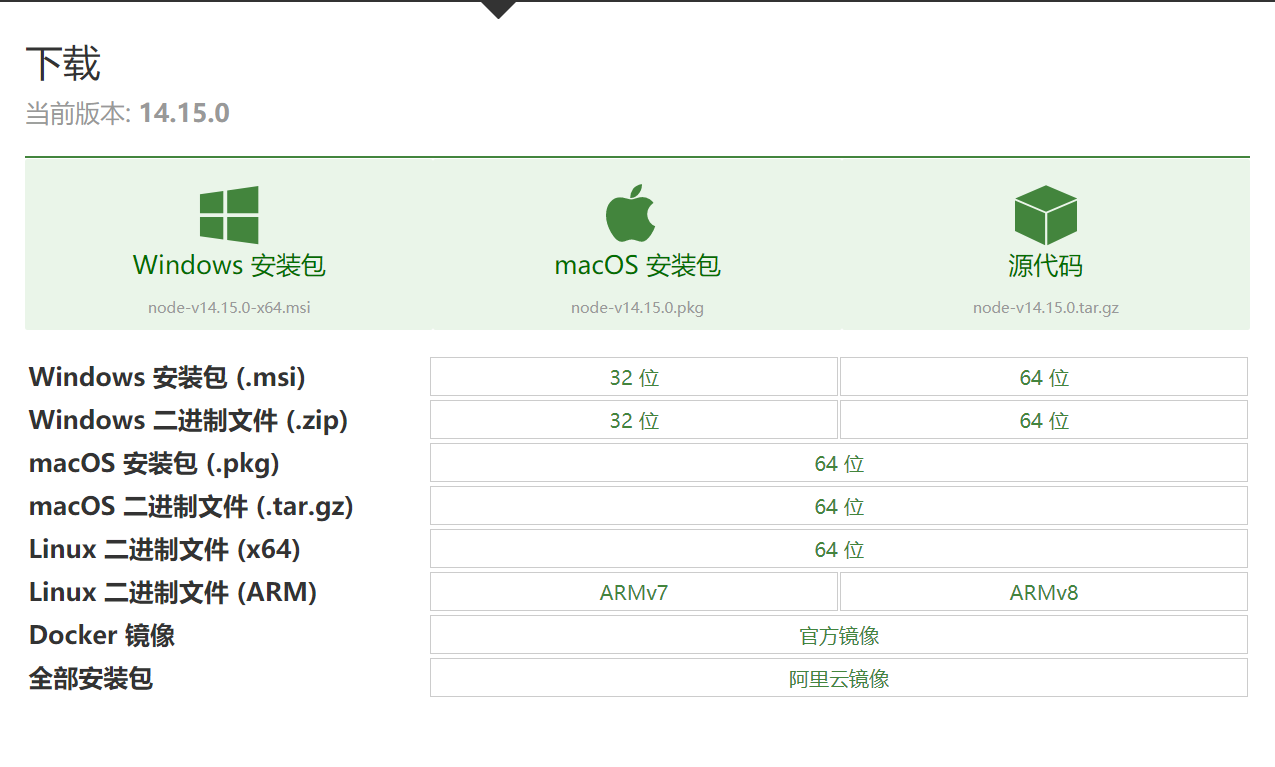 下载
当前版本: 14.15.0
Windows 安装包
macOS 安装包
源代码
node-v14.15.0-x64.msi
node-v14.15.0.pkg
node-v14.15.0.tar.gz
Windows 安装包 (.msi) 32 位 64 位
Windows 二进制文件 (.zip) 32 位 64 位
macOS 安装包 (.pkg) 64 位
macOS 二进制文件 (.tar.gz) 64 位
Linux 二进制文件 (x64) 64 位
Linux 二进制文件 (ARM) ARMv7 ARMv8
Docker 镜像 官方镜像
全部安装包 阿里云镜像